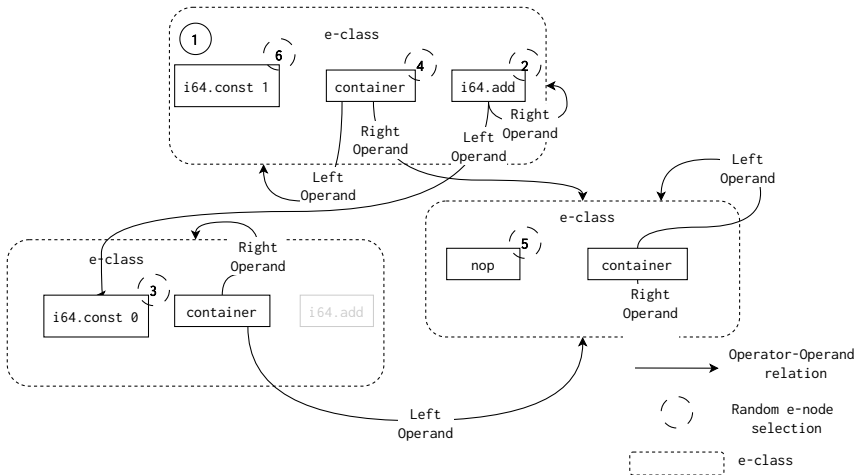 1
e-class
6
4
2
i64.const 1
container
i64.add
Right
Operand
Right
Operand
Left
Operand
Left
Operand
Left
Operand
e-class
5
nop
container
Right
Operand
Right
Operand
e-class
3
i64.const 0
container
i64.add
Left
Operand
Operator-Operand
relation
Random e-node
selection
e-class